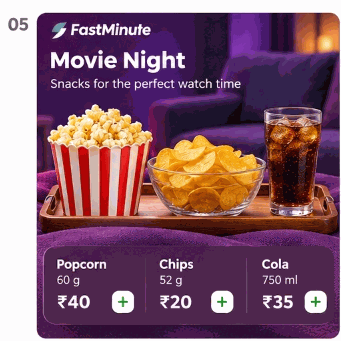 05
FastMinute
Movie Night
Snacks for the perfect watch time
Popcorn
60 g
₹40 +
Chips
52 g
₹20 +
Cola
750 ml
₹35 +